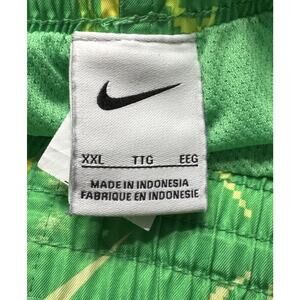 XXL TTG EEG
MADE IN INDONESIA
FABRIQUE EN INDONESIE